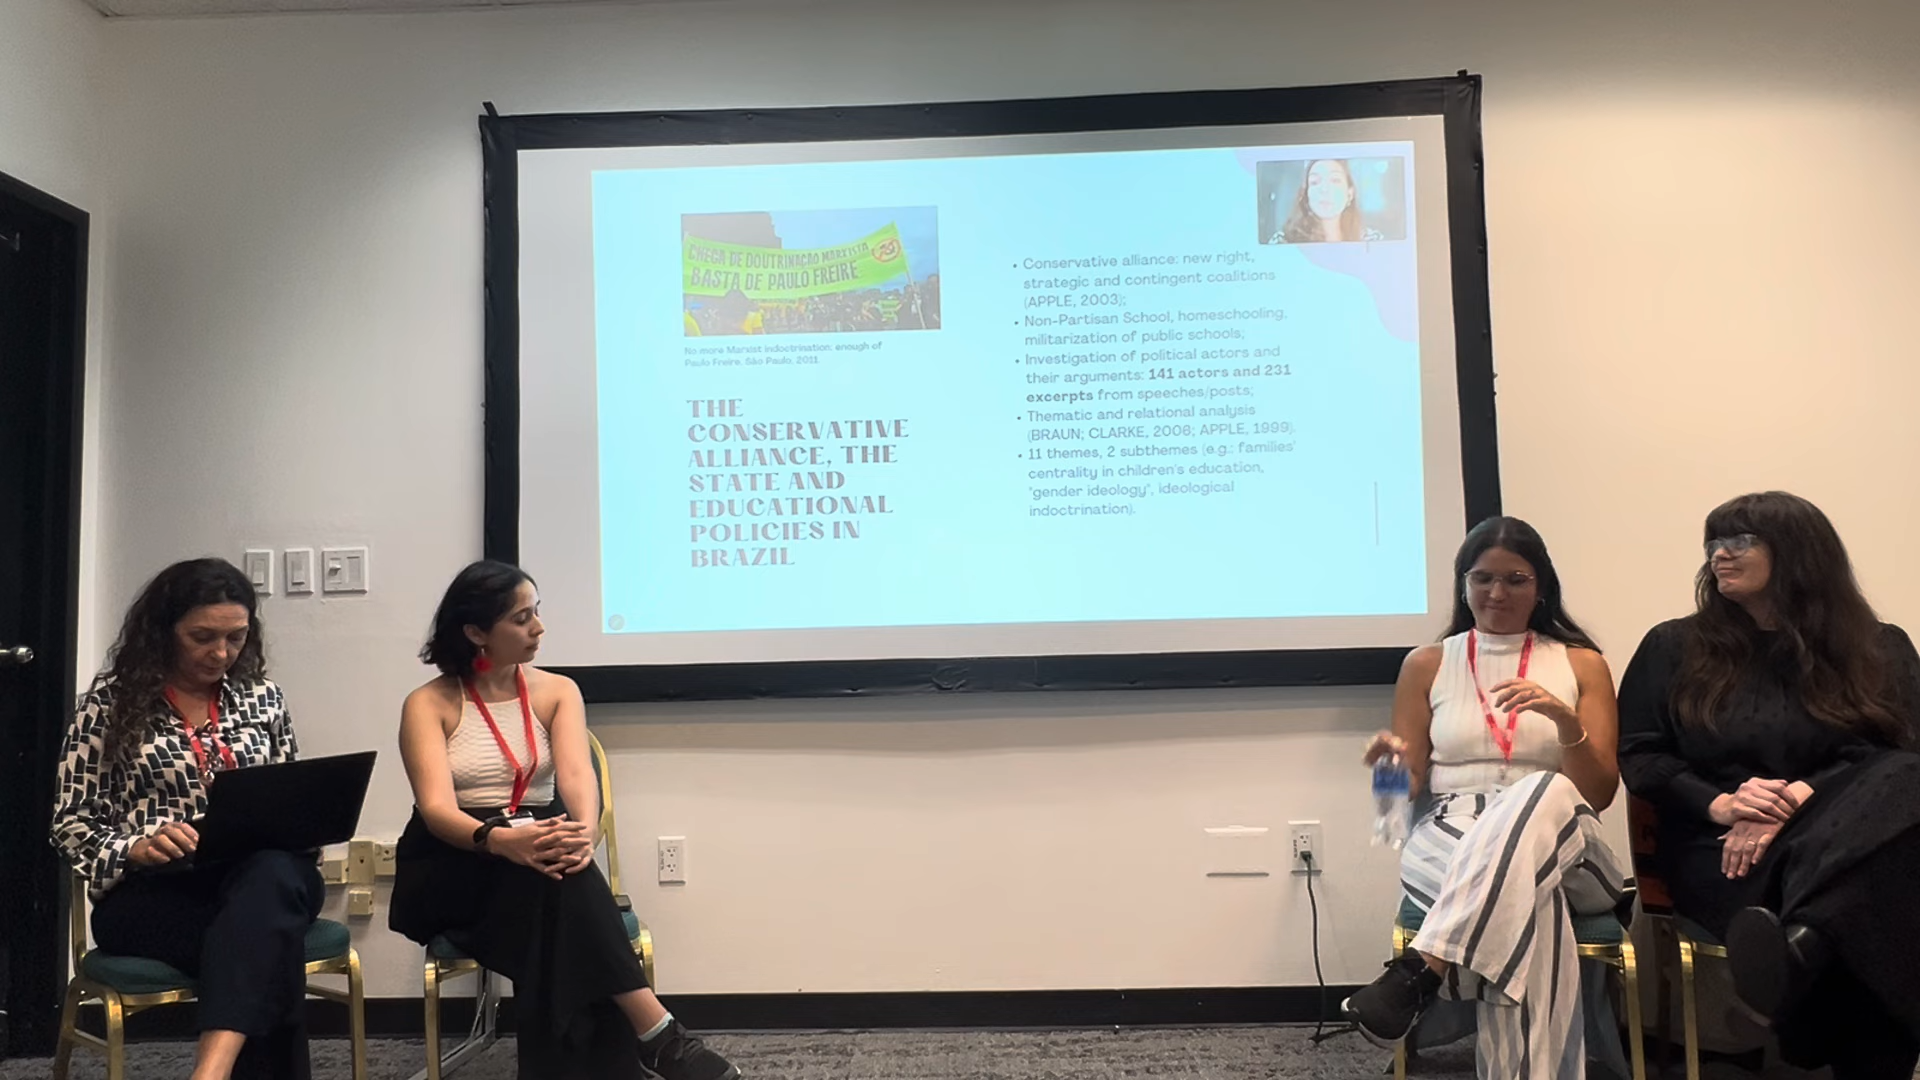 CHEGA DE DOUTRINAÇÃO MARXISTA
BASTA DE PAULO FREIRE
No more Marxist indoctrination: enough of
Paulo Freire. São Paulo, 2011.
THE
CONSERVATIVE
ALLIANCE, THE
STATE AND
EDUCATIONAL
POLICIES IN
BRAZIL
• Conservative alliance: new right,
strategic and contingent coalitions
(APPLE, 2003);
• Non-Partisan School, homeschooling,
militarization of public schools;
• Investigation of political actors and
their arguments: 141 actors and 231
excerpts from speeches/posts;
• Thematic and relational analysis
(BRAUN; CLARKE, 2006; APPLE, 1999).
• 11 themes, 2 subthemes (e.g.: families'
centrality in children's education,
"gender ideology", ideological
indoctrination).